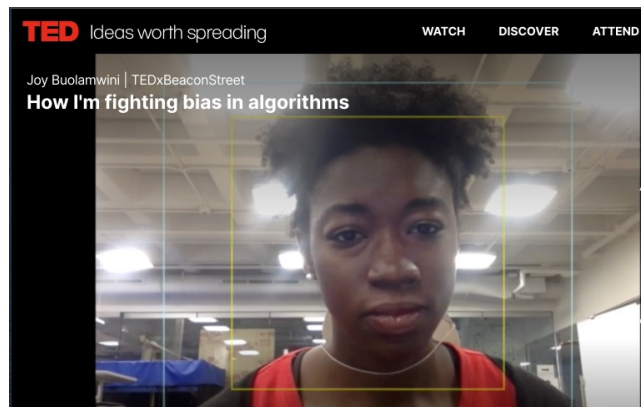 TED Ideas worth spreading WATCH DISCOVER ATTEND
Joy Buolamwini | TEDxBeaconStreet
How I'm fighting bias in algorithms